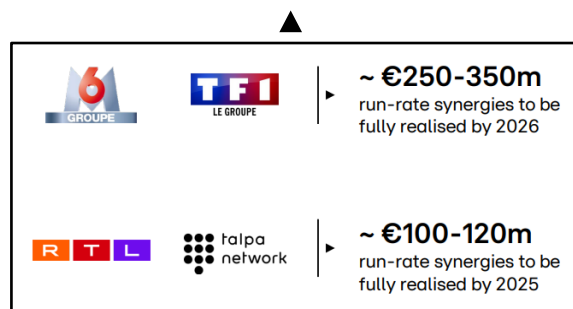 M6
GROUPE
TF1
LE GROUPE
~ €250-350m
run-rate synergies to be
fully realised by 2026
RTL
talpa
network
~ €100-120m
run-rate synergies to be
fully realised by 2025